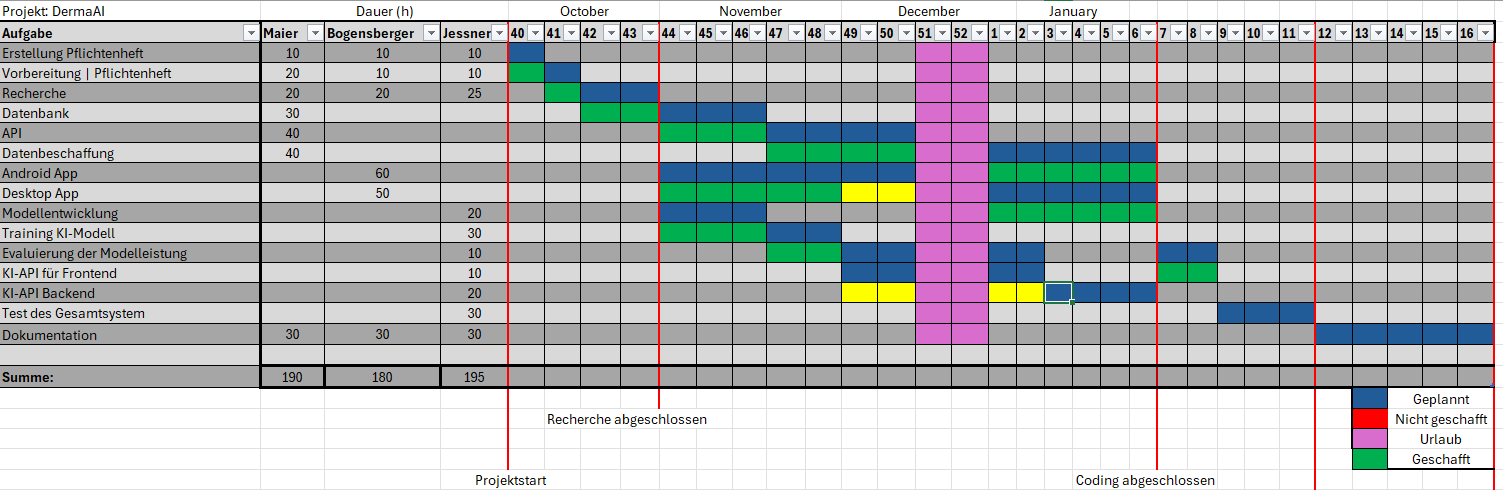 Projekt: DermaAI Dauer (h) October November December January
Aufgabe Maier Bogensberger Jessner 40 41 42 43 44 45 46 47 48 49 50 51 52 1 2 3 4 5 6 7 8 9 10 11 12 13 14 15 16
Erstellung Pflichtenheft 10 10 10
Vorbereitung | Pflichtenheft 20 10 10
Recherche 20 20 25
Datenbank 30
API 40
Datenbeschaffung 40
Android App 60
Desktop App 50
Modellentwicklung 20
Training KI-Modell 30
Evaluierung der Modelleistung 10
KI-API für Frontend 10
KI-API Backend 20
Test des Gesamtsystem 30
Dokumentation 30 30 30
Summe: 190 180 195
Geplannt
Recherche abgeschlossen Nicht geschafft
Urlaub
Geschafft
Projektstart Coding abgeschlossen